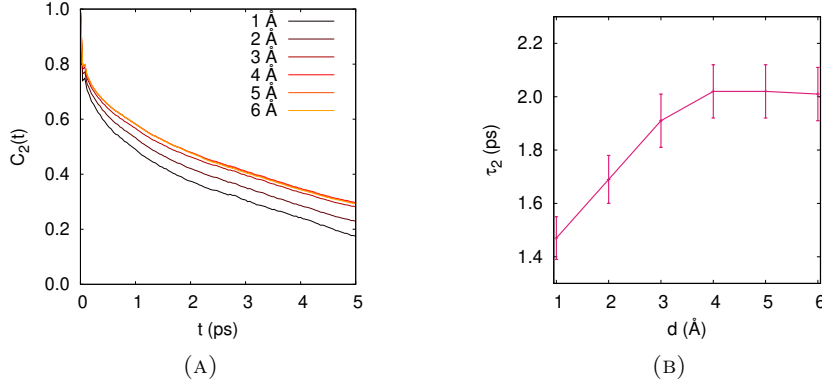 1.0
0.8
0.6
0.4
0.2
0.0
C₂(t)
1 Å
2 Å
3 Å
4 Å
5 Å
6 Å
0 1 2 3 4 5
t (ps)
(A)
2.2
2.0
1.8
1.6
1.4
τ₂ (ps)
1 2 3 4 5 6
d (Å)
(B)